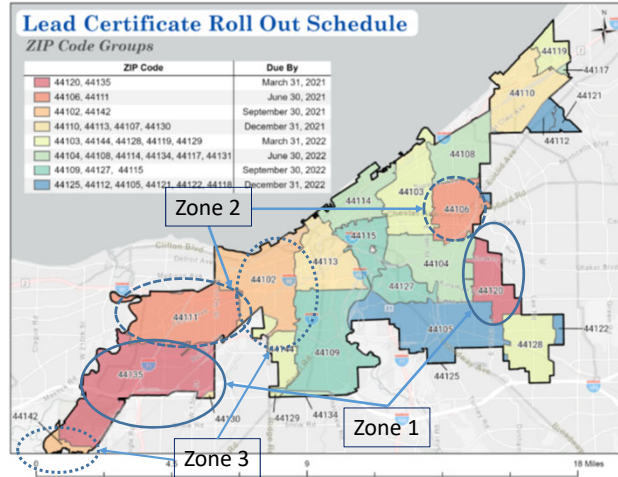 Lead Certificate Roll Out Schedule
ZIP Code Groups
ZIP Code Due By
44120, 44135 March 31, 2021
44106, 44111 June 30, 2021
44102, 44142 September 30, 2021
44110, 44113, 44107, 44130 December 31, 2021
44103, 44144, 44128, 44119, 44129 March 31, 2022
44104, 44108, 44114, 44134, 44117, 44131 June 30, 2022
44109, 44127, 44115 September 30, 2022
44125, 44112, 44105, 44121, 44122, 44118 December 31, 2022
N
44119
44117
44110
44121
44112
44108
44103
44114
44106
Zone 2
44115
Clifton Blvd
44102
44113
44104
44120
44127
44111
44105
44122
44144
44128
44109
44135
44125
44142
44130
44129
44134
Zone 1
Zone 3
0 4.5 9 18 Miles